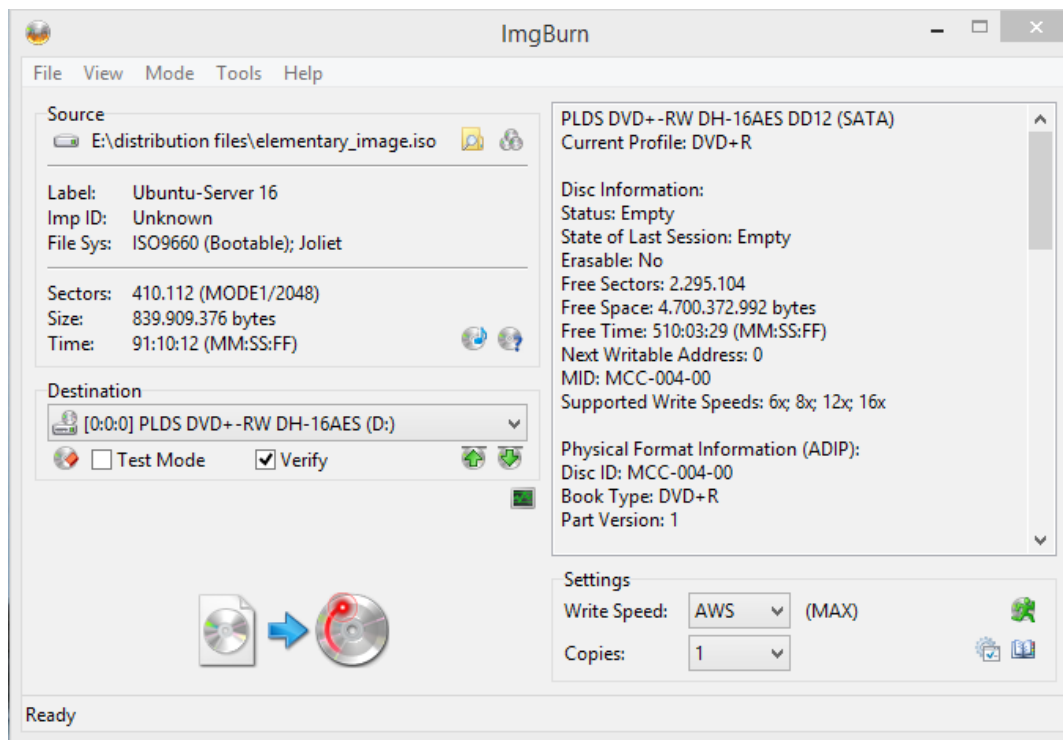 ImgBurn
File View Mode Tools Help
Source
E:\distribution files\elementary_image.iso
Label: Ubuntu-Server 16
Imp ID: Unknown
File Sys: ISO9660 (Bootable); Joliet
Sectors: 410.112 (MODE1/2048)
Size: 839.909.376 bytes
Time: 91:10:12 (MM:SS:FF)
Destination
[0:0:0] PLDS DVD+-RW DH-16AES (D:)
Test Mode Verify
PLDS DVD+-RW DH-16AES DD12 (SATA)
Current Profile: DVD+R
Disc Information:
Status: Empty
State of Last Session: Empty
Erasable: No
Free Sectors: 2.295.104
Free Space: 4.700.372.992 bytes
Free Time: 510:03:29 (MM:SS:FF)
Next Writable Address: 0
MID: MCC-004-00
Supported Write Speeds: 6x; 8x; 12x; 16x
Physical Format Information (ADIP):
Disc ID: MCC-004-00
Book Type: DVD+R
Part Version: 1
Settings
Write Speed: AWS (MAX)
Copies: 1
Ready